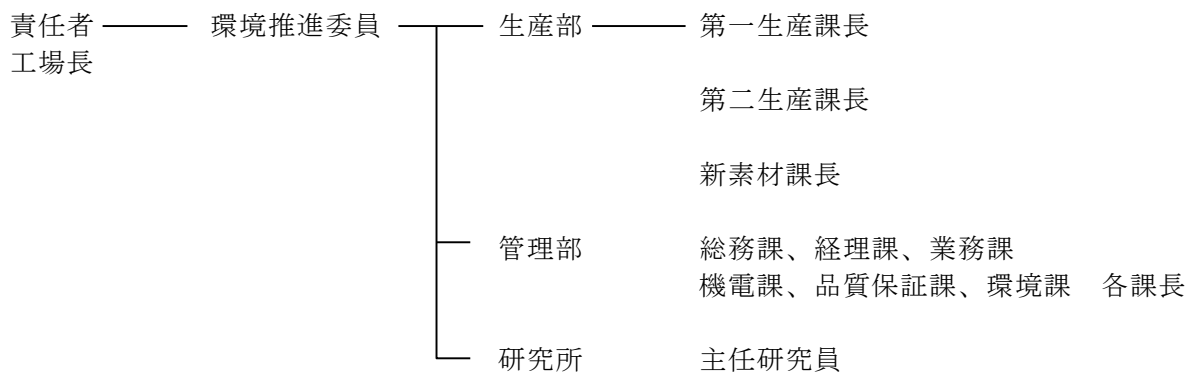 責任者 環境推進委員 生産部 第一生産課長
工場長
第二生産課長
新素材課長
管理部 総務課、経理課、業務課
機電課、品質保証課、環境課 各課長
研究所 主任研究員